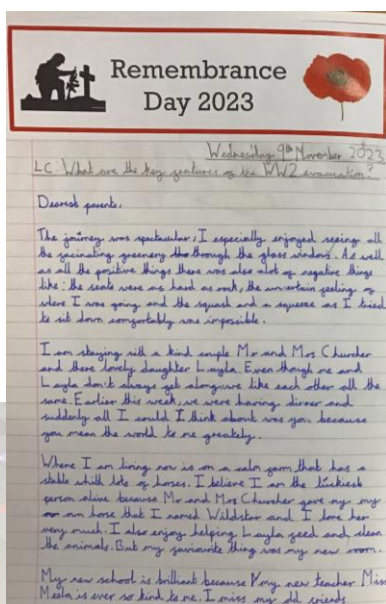 Remembrance
Day 2023
Wednesday 9th November 2023
LC: What are the key features of the WW2 evacuation?
Dearest parents,
The journey was spectacular, I especially enjoyed seeing all
the facinating greenery through the glass windows. As well
as all the positive things there was also alot of negative things
like: the seats were as hard as rock, the uncertain feeling of
where I was going and the squash and a squeeze as I tried
to sit down comfortably was impossible.
I am staying with a kind couple Mr and Mrs Churcher
and there lovely daughter Layla. Even though me and
Layla don't always get along, we like each other all the
same. Earlier this week, we were having dinner and
suddenly all I could I think about was you because
you mean the world to me greately.
Where I am living now is on a calm farm that has a
stable whith lots of horses. I believe I am the luckiest
person alive because Mr and Mrs Churcher gave my my
own horse that I named Wildstar and I love her
very much. I also enjoy helping Layla feed and clean
the animals. But my faviourite thing was my new room.
My new school is brilliant because my new teacher Miss
Meela is ever so kind to me. I miss my old friends